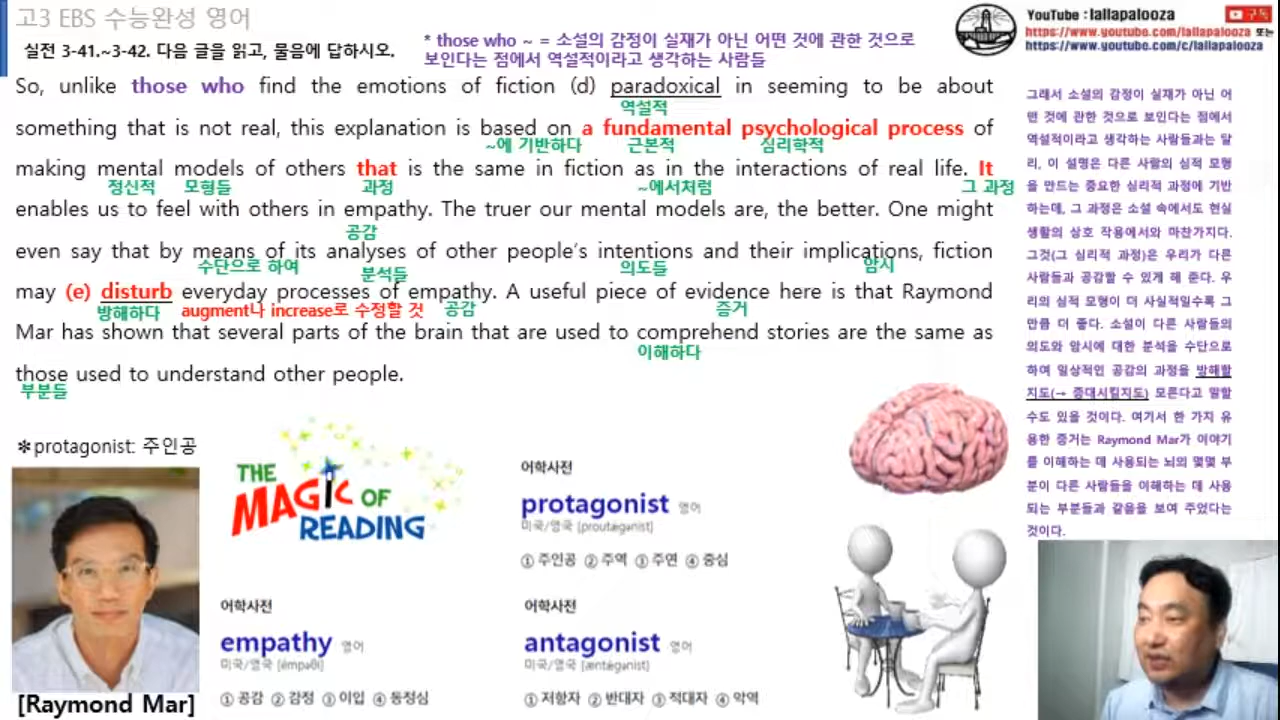 고3 EBS 수능완성 영어
실전 3-41.~3-42. 다음 글을 읽고, 물음에 답하시오.
* those who ~ = 소설의 감정이 실재가 아닌 어떤 것에 관한 것으로
보인다는 점에서 역설적이라고 생각하는 사람들
YouTube : lallapalooza
구독
https://www.youtube.com/lallapalooza 또는
https://www.youtube.com/c/lallapalooza
So, unlike those who find the emotions of fiction (d) paradoxical in seeming to be about
역설적
something that is not real, this explanation is based on a fundamental psychological process of
~에 기반하다 근본적 심리학적
making mental models of others that is the same in fiction as in the interactions of real life. It
정신적 모형들 과정 ~에서처럼 그 과정
enables us to feel with others in empathy. The truer our mental models are, the better. One might
공감
even say that by means of its analyses of other people's intentions and their implications, fiction
수단으로 하여 분석들 의도들 암시
may (e) disturb everyday processes of empathy. A useful piece of evidence here is that Raymond
방해하다 augment나 increase로 수정할 것 공감 증거
Mar has shown that several parts of the brain that are used to comprehend stories are the same as
이해하다
those used to understand other people.
부분들
그래서 소설의 감정이 실재가 아닌 어
떤 것에 관한 것으로 보인다는 점에서
역설적이라고 생각하는 사람들과는 달
리, 이 설명은 다른 사람의 심적 모형
을 만드는 중요한 심리적 과정에 기반
하는데, 그 과정은 소설 속에서도 현실
생활의 상호 작용에서와 마찬가지다.
그것(그 심리적 과정)은 우리가 다른
사람들과 공감할 수 있게 해 준다. 우
리의 심적 모형이 더 사실적일수록 그
만큼 더 좋다. 소설이 다른 사람들의
의도와 암시에 대한 분석을 수단으로
하여 일상적인 공감의 과정을 방해할
지도(→ 증대시킬지도) 모른다고 말할
수도 있을 것이다. 여기서 한 가지 유
용한 증거는 Raymond Mar가 이야기
를 이해하는 데 사용되는 뇌의 몇몇 부
분이 다른 사람들을 이해하는 데 사용
되는 부분들과 같음을 보여 주었다는
것이다.
*protagonist: 주인공
THE
MAGIC OF
READING
[Raymond Mar]
어학사전
protagonist 영어
미국/영국 [proutǽgənist]
① 주인공 ② 주역 ③ 주연 ④ 중심
어학사전
empathy 영어
미국/영국 [émpəθi]
① 공감 ② 감정 ③ 이입 ④ 동정심
어학사전
antagonist 영어
미국/영국 [æntǽgənist]
① 저항자 ② 반대자 ③ 적대자 ④ 악역